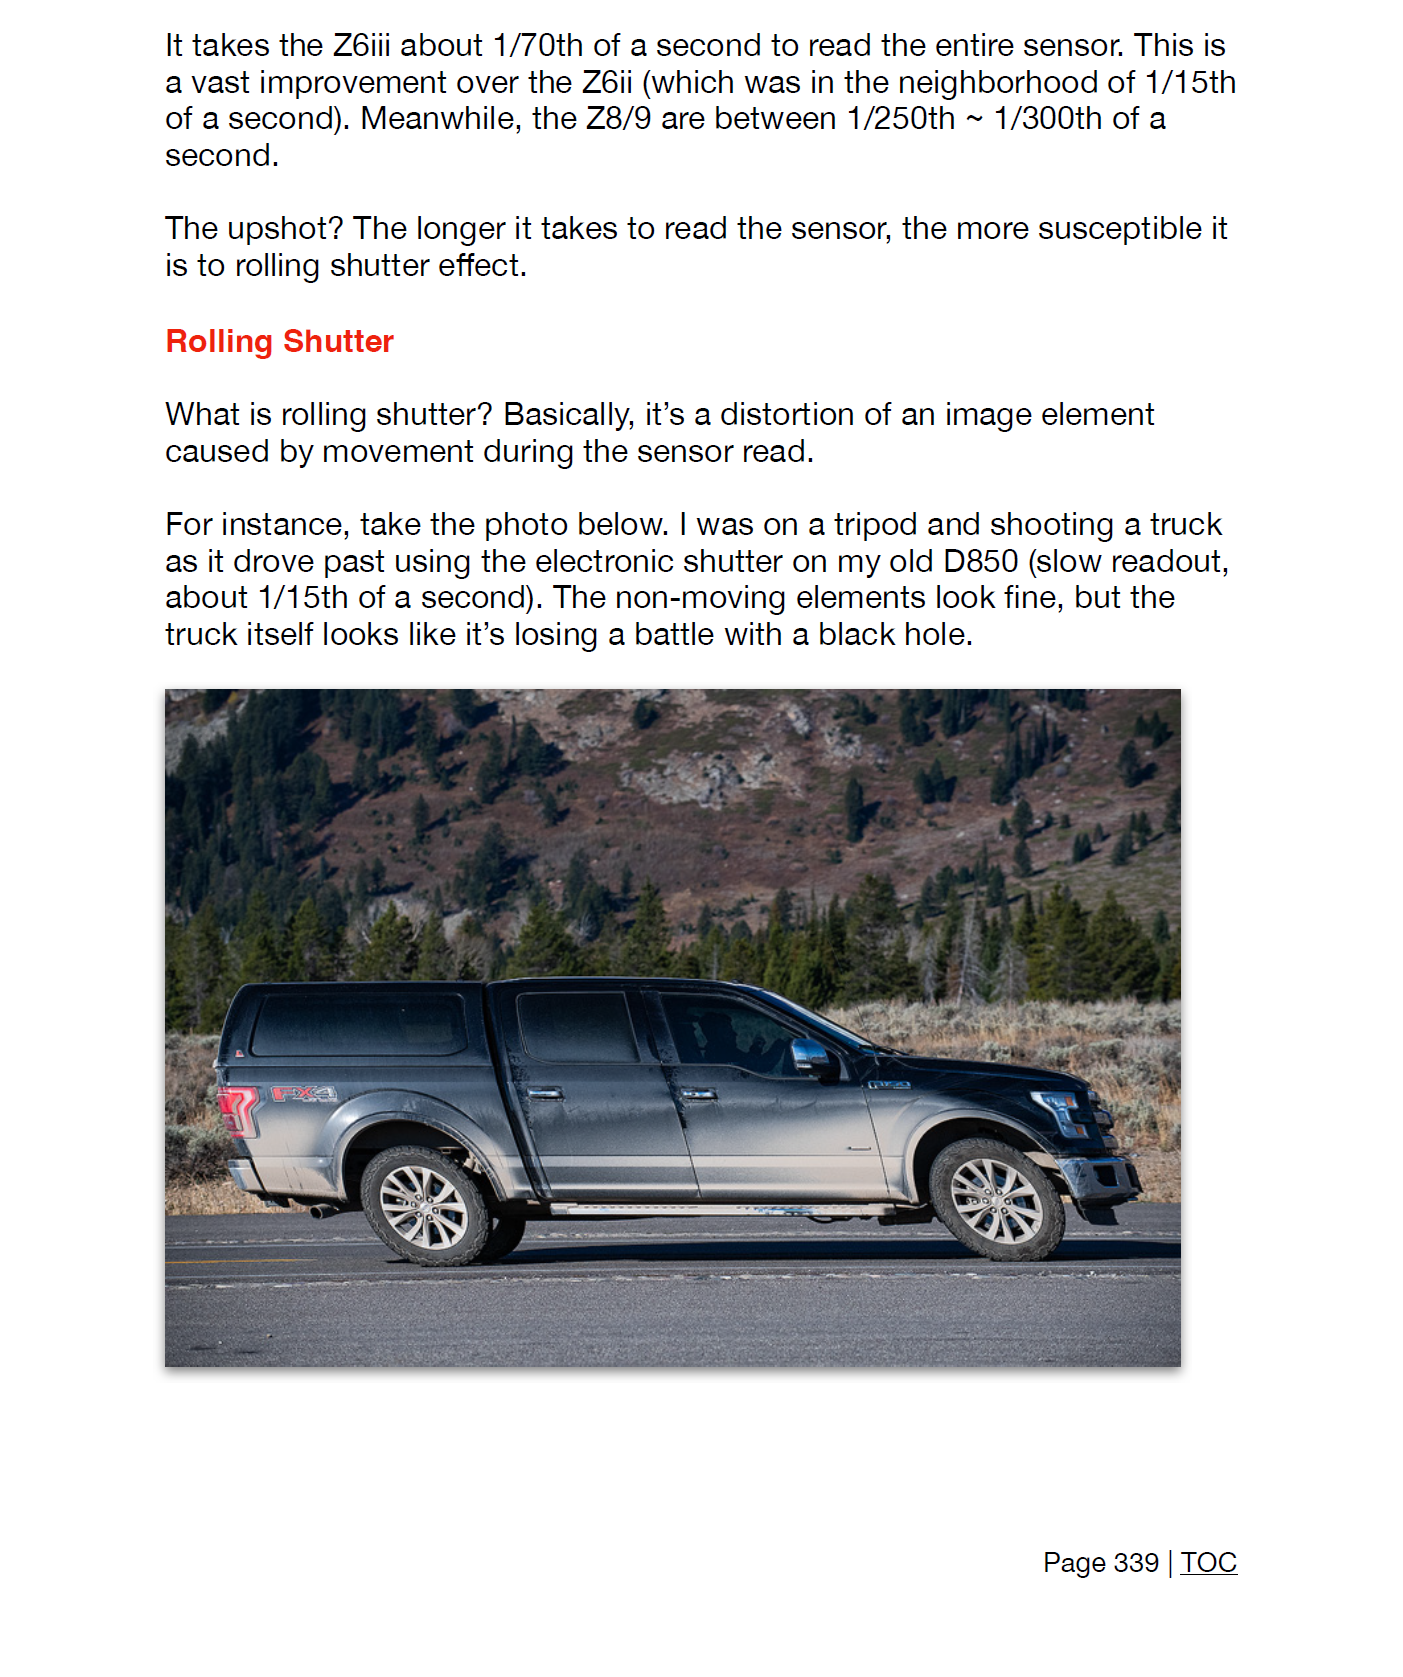 It takes the Z6iii about 1/70th of a second to read the entire sensor. This is
a vast improvement over the Z6ii (which was in the neighborhood of 1/15th
of a second). Meanwhile, the Z8/9 are between 1/250th ~ 1/300th of a
second.
The upshot? The longer it takes to read the sensor, the more susceptible it
is to rolling shutter effect.
Rolling Shutter
What is rolling shutter? Basically, it’s a distortion of an image element
caused by movement during the sensor read.
For instance, take the photo below. I was on a tripod and shooting a truck
as it drove past using the electronic shutter on my old D850 (slow readout,
about 1/15th of a second). The non-moving elements look fine, but the
truck itself looks like it’s losing a battle with a black hole.
FX4
Page 339 | TOC